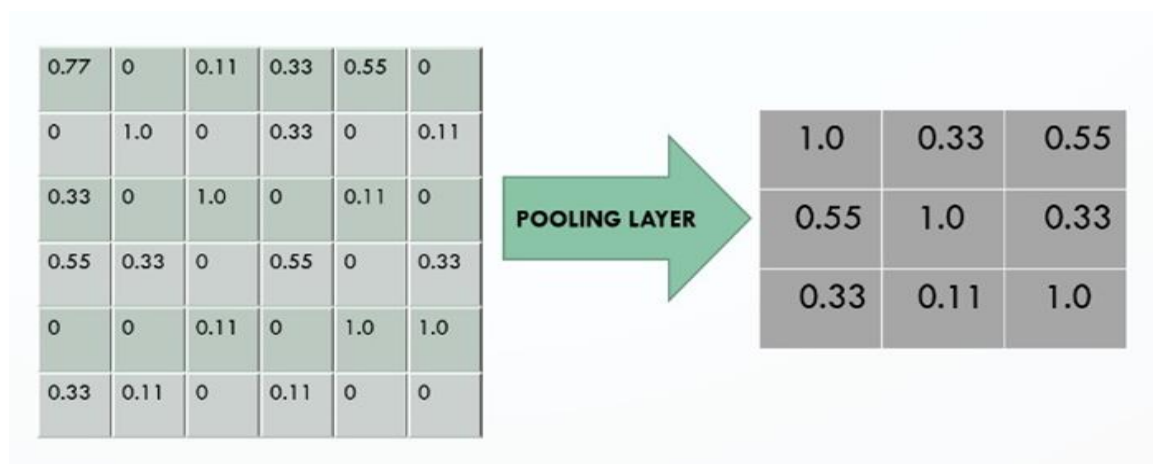 0.77 0 0.11 0.33 0.55 0
0 1.0 0 0.33 0 0.11
0.33 0 1.0 0 0.11 0
0.55 0.33 0 0.55 0 0.33
0 0 0.11 0 1.0 1.0
0.33 0.11 0 0.11 0 0
POOLING LAYER
1.0 0.33 0.55
0.55 1.0 0.33
0.33 0.11 1.0